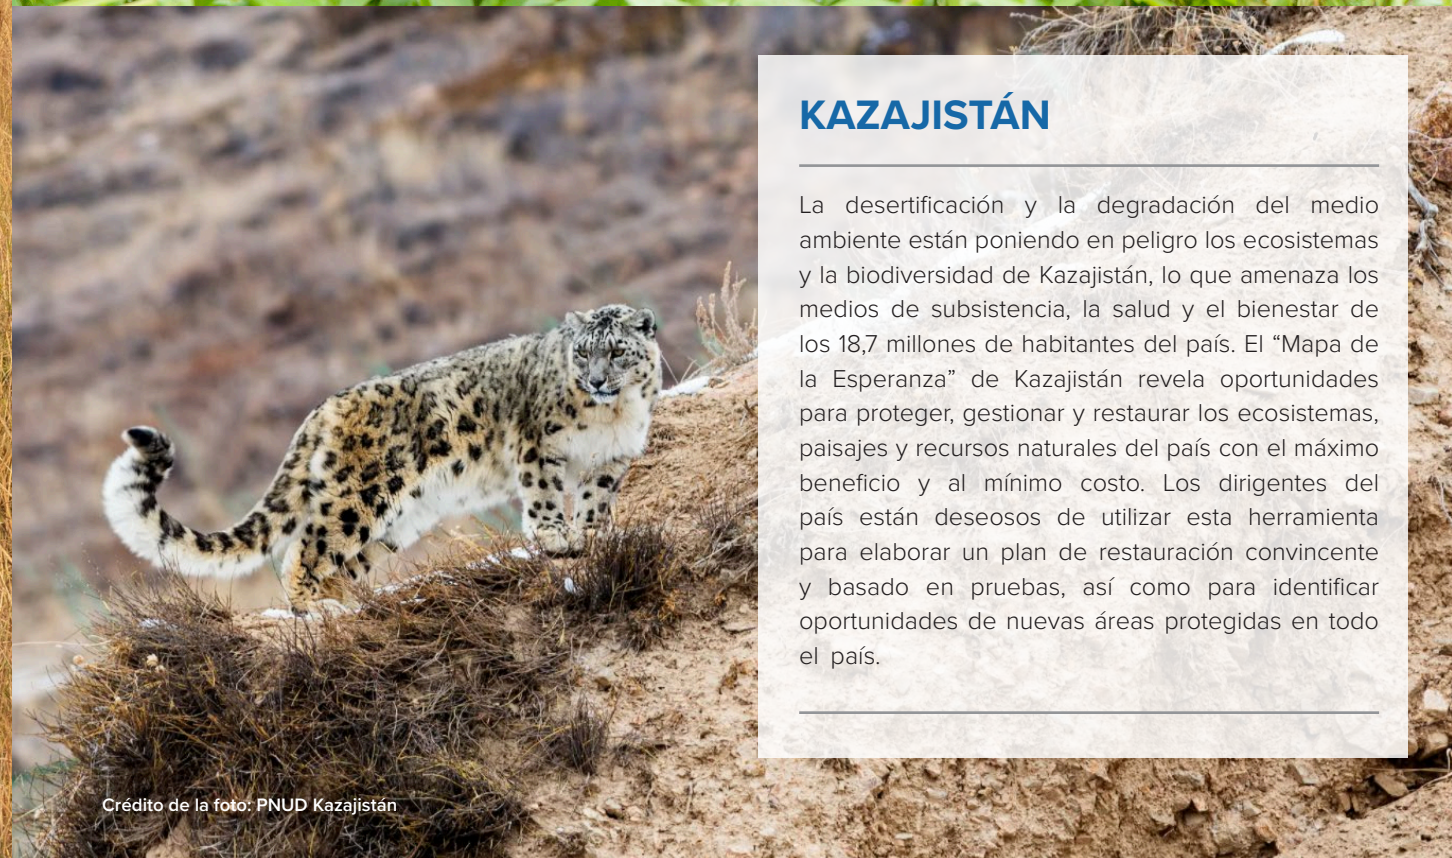 KAZAJISTÁN
La desertificación y la degradación del medio
ambiente están poniendo en peligro los ecosistemas
y la biodiversidad de Kazajistán, lo que amenaza los
medios de subsistencia, la salud y el bienestar de
los 18,7 millones de habitantes del país. El “Mapa de
la Esperanza” de Kazajistán revela oportunidades
para proteger, gestionar y restaurar los ecosistemas,
paisajes y recursos naturales del país con el máximo
beneficio y al mínimo costo. Los dirigentes del
país están deseosos de utilizar esta herramienta
para elaborar un plan de restauración convincente
y basado en pruebas, así como para identificar
oportunidades de nuevas áreas protegidas en todo
el país.
Crédito de la foto: PNUD Kazajistán